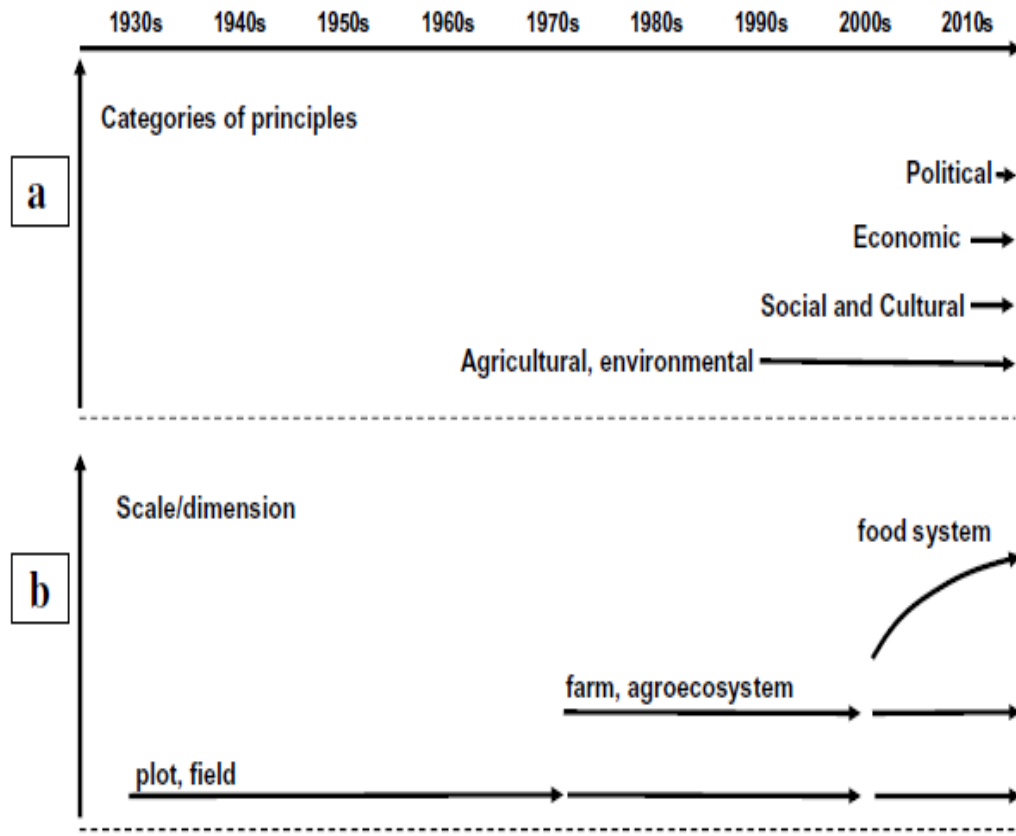 1930s 1940s 1950s 1960s 1970s 1980s 1990s 2000s 2010s
Categories of principles
a
Political
Economic
Social and Cultural
Agricultural, environmental
Scale/dimension
food system
b
farm, agroecosystem
plot, field